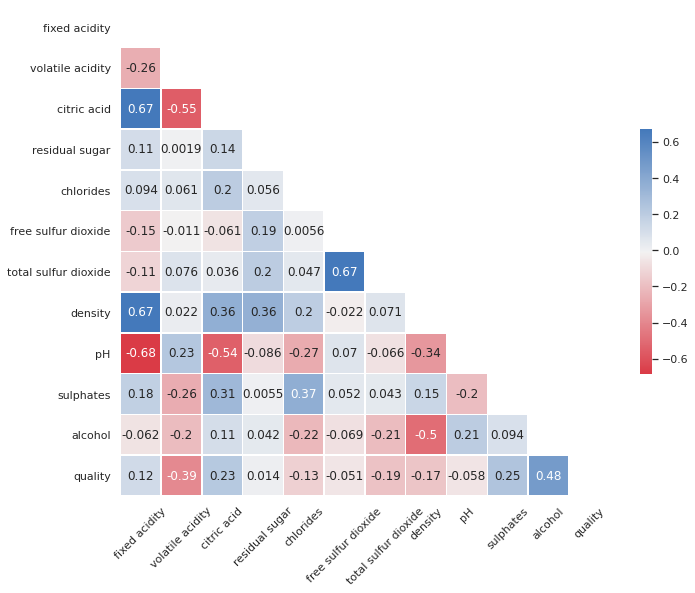 fixed acidity
volatile acidity -0.26
citric acid 0.67 -0.55
residual sugar 0.11 0.0019 0.14
chlorides 0.094 0.061 0.2 0.056
free sulfur dioxide -0.15 -0.011 -0.061 0.19 0.0056
total sulfur dioxide -0.11 0.076 0.036 0.2 0.047 0.67
density 0.67 0.022 0.36 0.36 0.2 -0.022 0.071
pH -0.68 0.23 -0.54 -0.086 -0.27 0.07 -0.066 -0.34
sulphates 0.18 -0.26 0.31 0.0055 0.37 0.052 0.043 0.15 -0.2
alcohol -0.062 -0.2 0.11 0.042 -0.22 -0.069 -0.21 -0.5 0.21 0.094
quality 0.12 -0.39 0.23 0.014 -0.13 -0.051 -0.19 -0.17 -0.058 0.25 0.48
fixed acidity
volatile acidity
citric acid
residual sugar
chlorides
free sulfur dioxide
total sulfur dioxide
density
pH
sulphates
alcohol
quality
0.6
0.4
0.2
0.0
−0.2
−0.4
−0.6